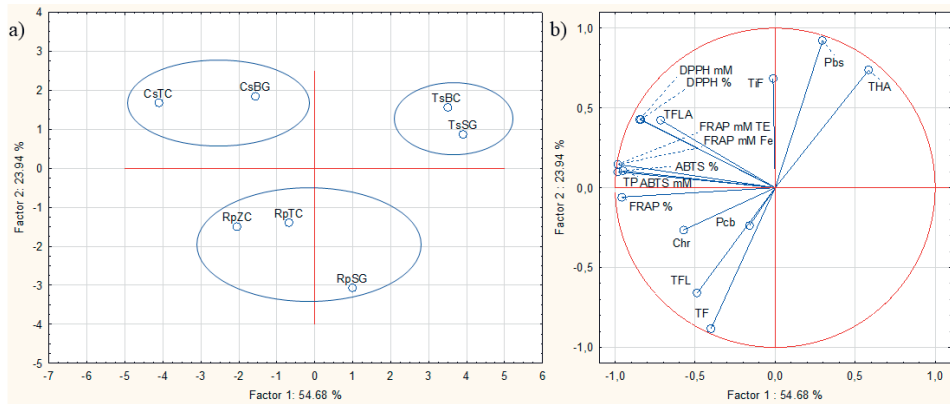 a)
4
3
2
1
0
-1
-2
-3
-4
-5
-7 -6 -5 -4 -3 -2 -1 0 1 2 3 4 5 6
Factor 2: 23.94 %
Factor 1: 54.68 %
CsTC
CsBG
TsBC
TsSG
RpZC
RpTC
RpSG
b)
1,0
0,5
0,0
-0,5
-1,0
-1,0 -0,5 0,0 0,5 1,0
Factor 2 : 23.94 %
Factor 1: 54.68 %
DPPH mM
DPPH %
TFLA
TiF
Pbs
THA
FRAP mM TE
FRAP mM Fe
ABTS %
TP ABTS mM
FRAP %
Pcb
Chr
TFL
TF